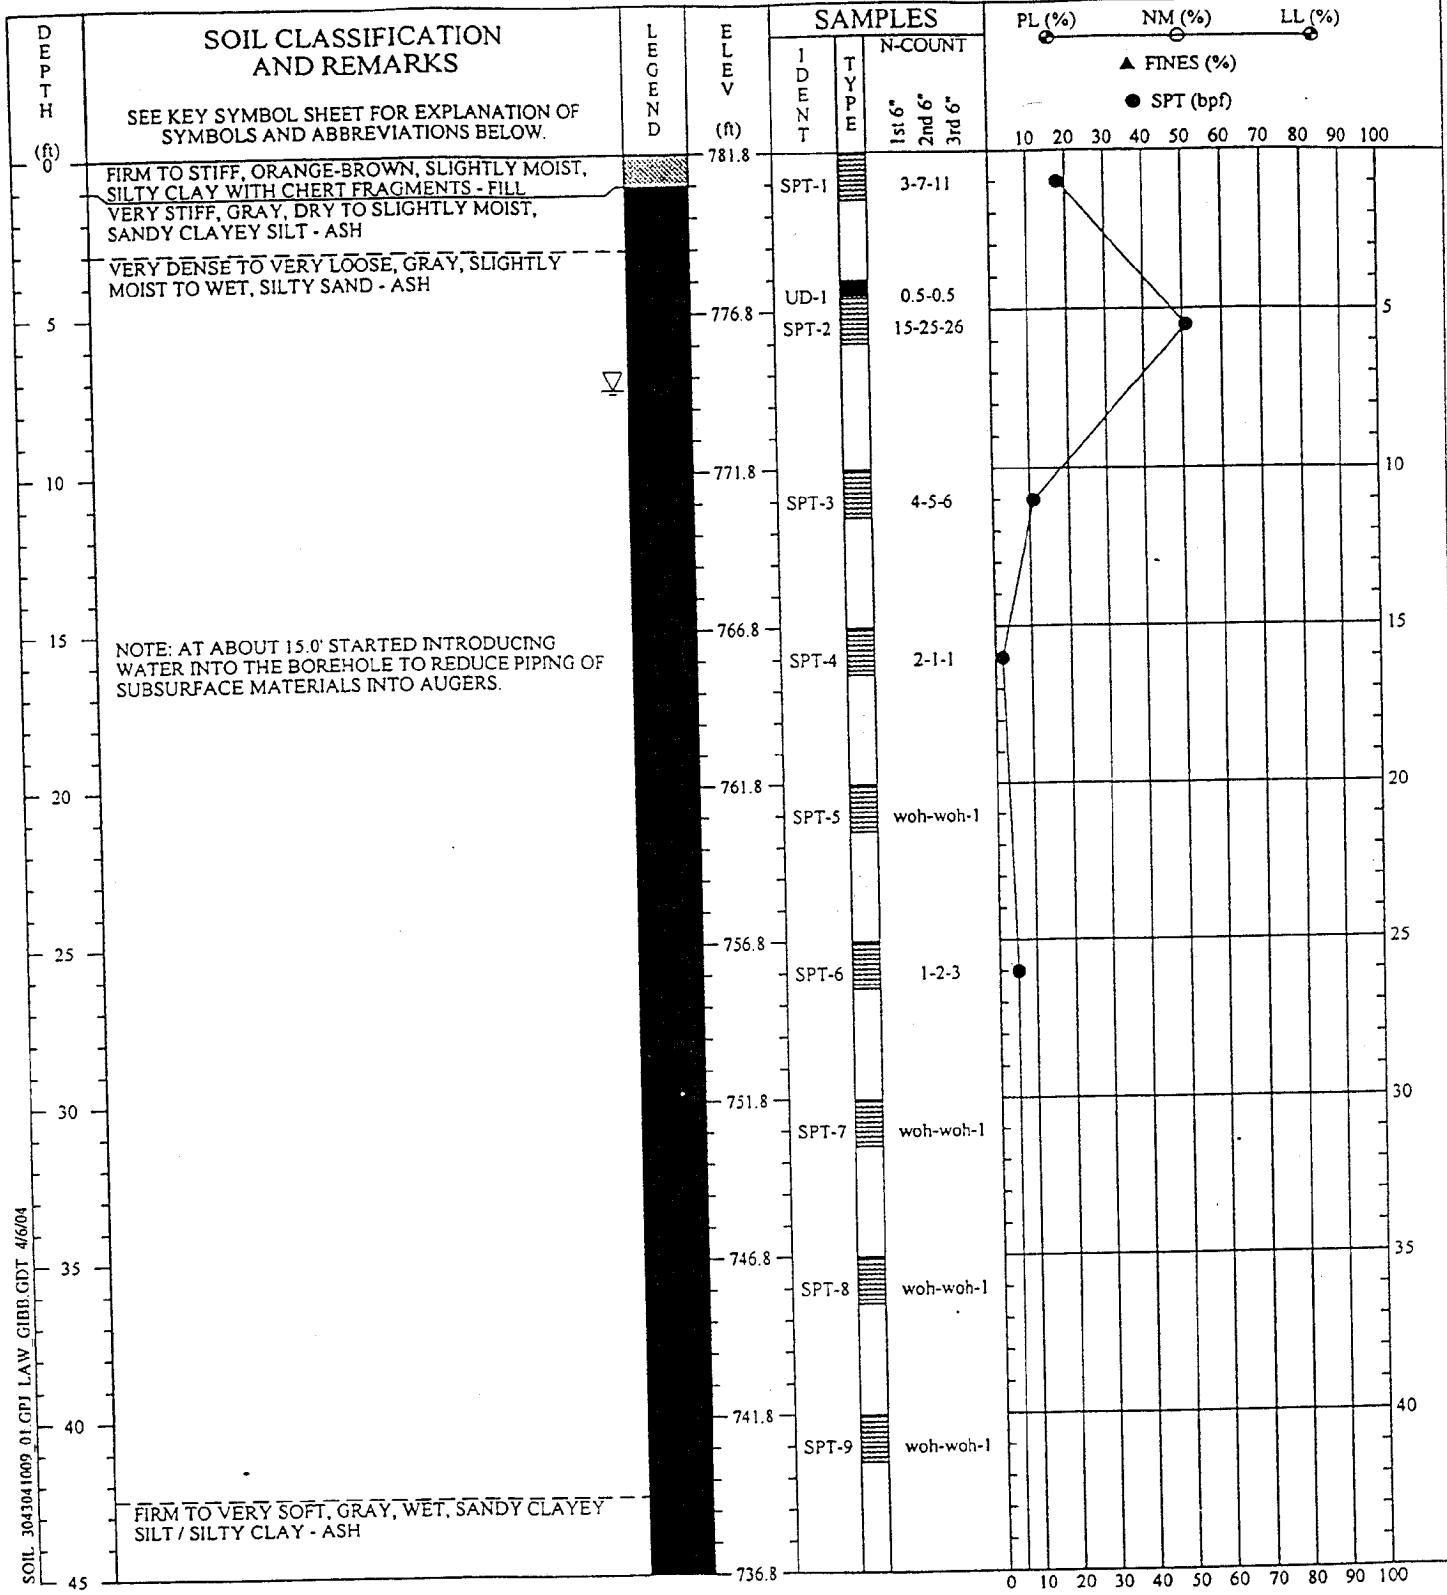 DEPTH
(ft)
SOIL CLASSIFICATION
AND REMARKS
SEE KEY SYMBOL SHEET FOR EXPLANATION OF
SYMBOLS AND ABBREVIATIONS BELOW.
LEGEND
ELEV
(ft)
SAMPLES
IDENT
TYPE
N-COUNT
1st 6"
2nd 6"
3rd 6"
PL (%) NM (%) LL (%)
▲ FINES (%)
● SPT (bpf)
10 20 30 40 50 60 70 80 90 100
0
781.8
FIRM TO STIFF, ORANGE-BROWN, SLIGHTLY MOIST,
SILTY CLAY WITH CHERT FRAGMENTS - FILL
SPT-1 3-7-11
VERY STIFF, GRAY, DRY TO SLIGHTLY MOIST,
SANDY CLAYEY SILT - ASH
VERY DENSE TO VERY LOOSE, GRAY, SLIGHTLY
MOIST TO WET, SILTY SAND - ASH
UD-1 0.5-0.5
5 5 776.8 5
SPT-2 15-25-26
10 10 771.8 10
SPT-3 4-5-6
15 15 766.8 15
NOTE: AT ABOUT 15.0' STARTED INTRODUCING
WATER INTO THE BOREHOLE TO REDUCE PIPING OF
SUBSURFACE MATERIALS INTO AUGERS.
SPT-4 2-1-1
20 761.8 20
SPT-5 woh-woh-1
25 756.8 25
SPT-6 1-2-3
30 751.8 30
SPT-7 woh-woh-1
35 746.8 35
SPT-8 woh-woh-1
40 741.8 40
SPT-9 woh-woh-1
FIRM TO VERY SOFT, GRAY, WET, SANDY CLAYEY
SILT / SILTY CLAY - ASH
45 736.8
0 10 20 30 40 50 60 70 80 90 100
SOIL 3043041009_01.GPJ LAW_GIBB.GDT 4/6/04